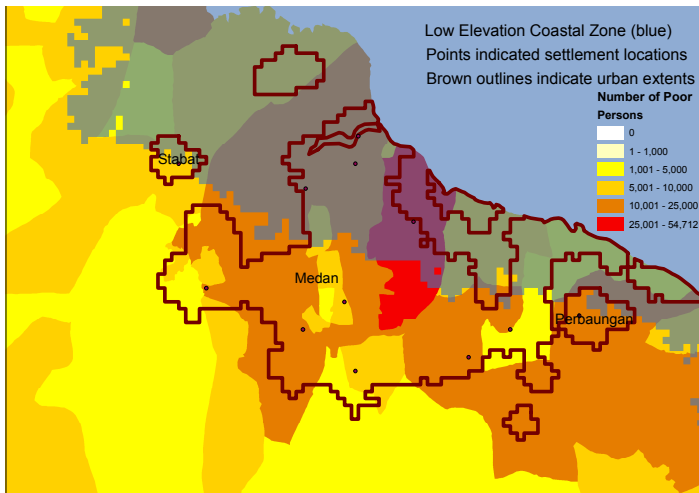 Low Elevation Coastal Zone (blue)
Points indicated settlement locations
Brown outlines indicate urban extents
Number of Poor
Persons
0
1 - 1,000
1,001 - 5,000
5,001 - 10,000
10,001 - 25,000
25,001 - 54,712
Stabat
Medan
Perbaungan